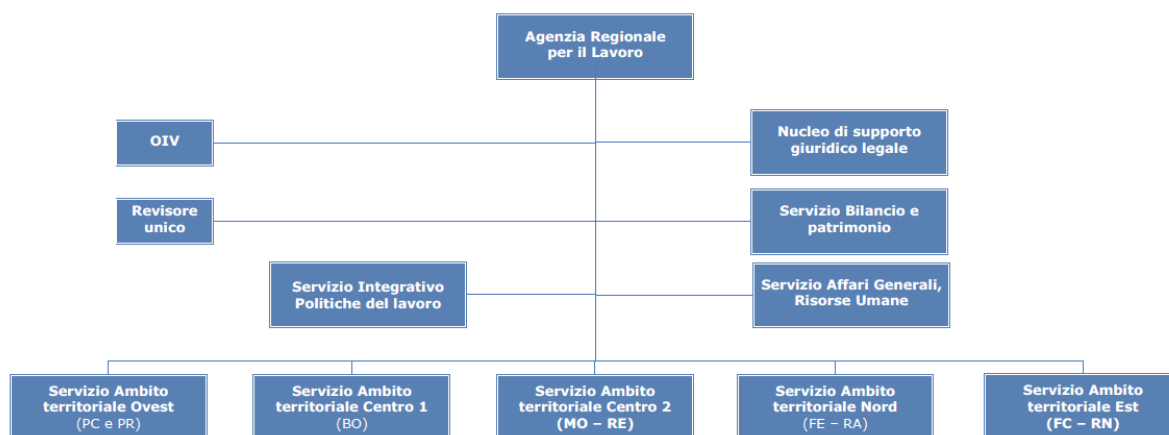 Agenzia Regionale
per il Lavoro
OIV
Nucleo di supporto
giuridico legale
Revisore
unico
Servizio Bilancio e
patrimonio
Servizio Integrativo
Politiche del lavoro
Servizio Affari Generali,
Risorse Umane
Servizio Ambito
territoriale Ovest
(PC e PR)
Servizio Ambito
territoriale Centro 1
(BO)
Servizio Ambito
territoriale Centro 2
(MO – RE)
Servizio Ambito
territoriale Nord
(FE – RA)
Servizio Ambito
territoriale Est
(FC – RN)